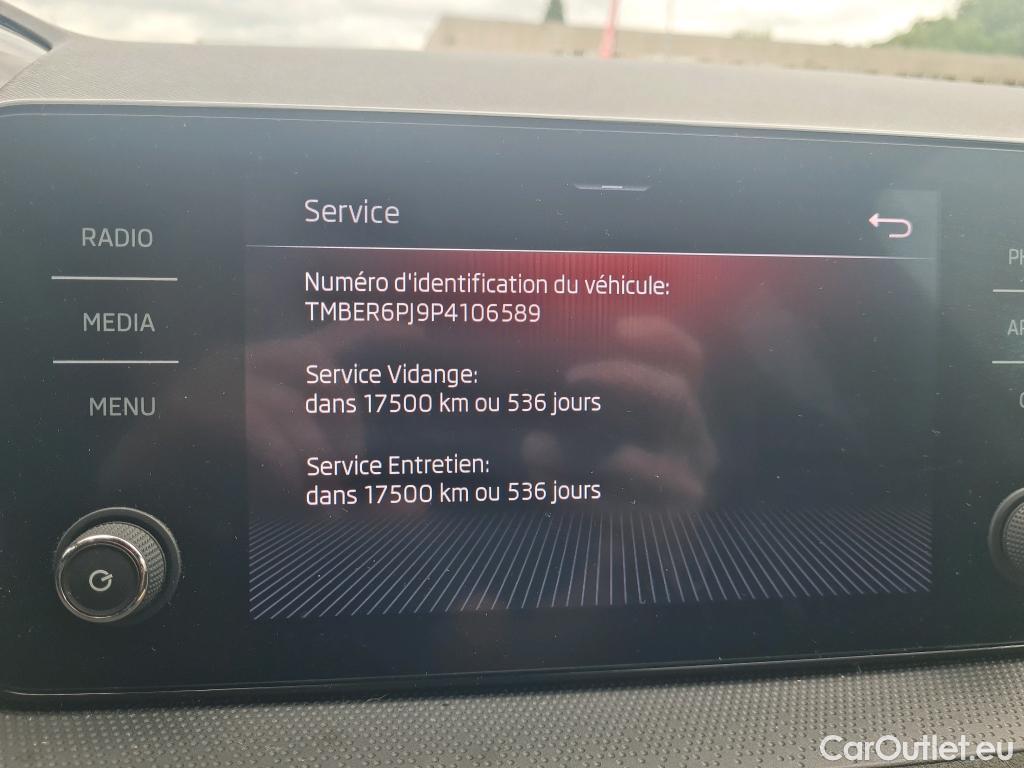 Service
RADIO
MEDIA
MENU
Numéro d'identification du véhicule:
TMBER6PJ9P4106589
Service Vidange:
dans 17500 km ou 536 jours
Service Entretien:
dans 17500 km ou 536 jours
CarOutlet.eu